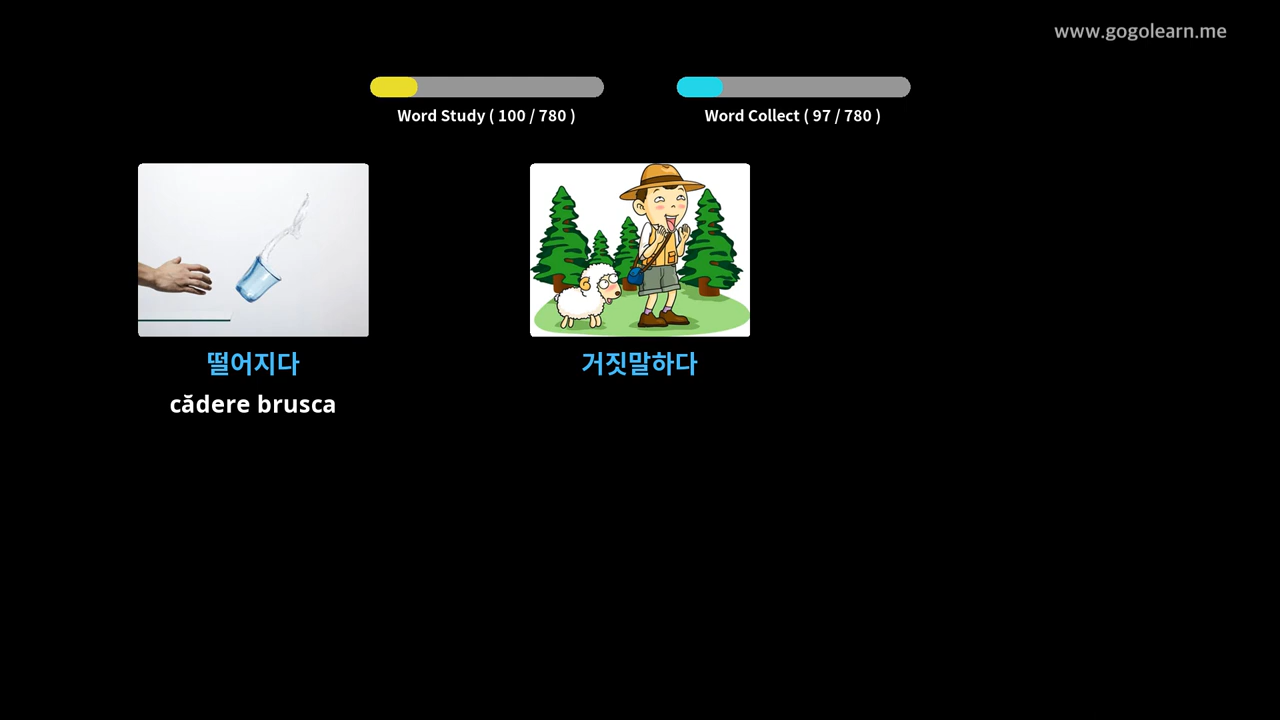 www.gogolearn.me
Word Study ( 100 / 780 )
Word Collect ( 97 / 780 )
떨어지다
cădere brusca
거짓말하다